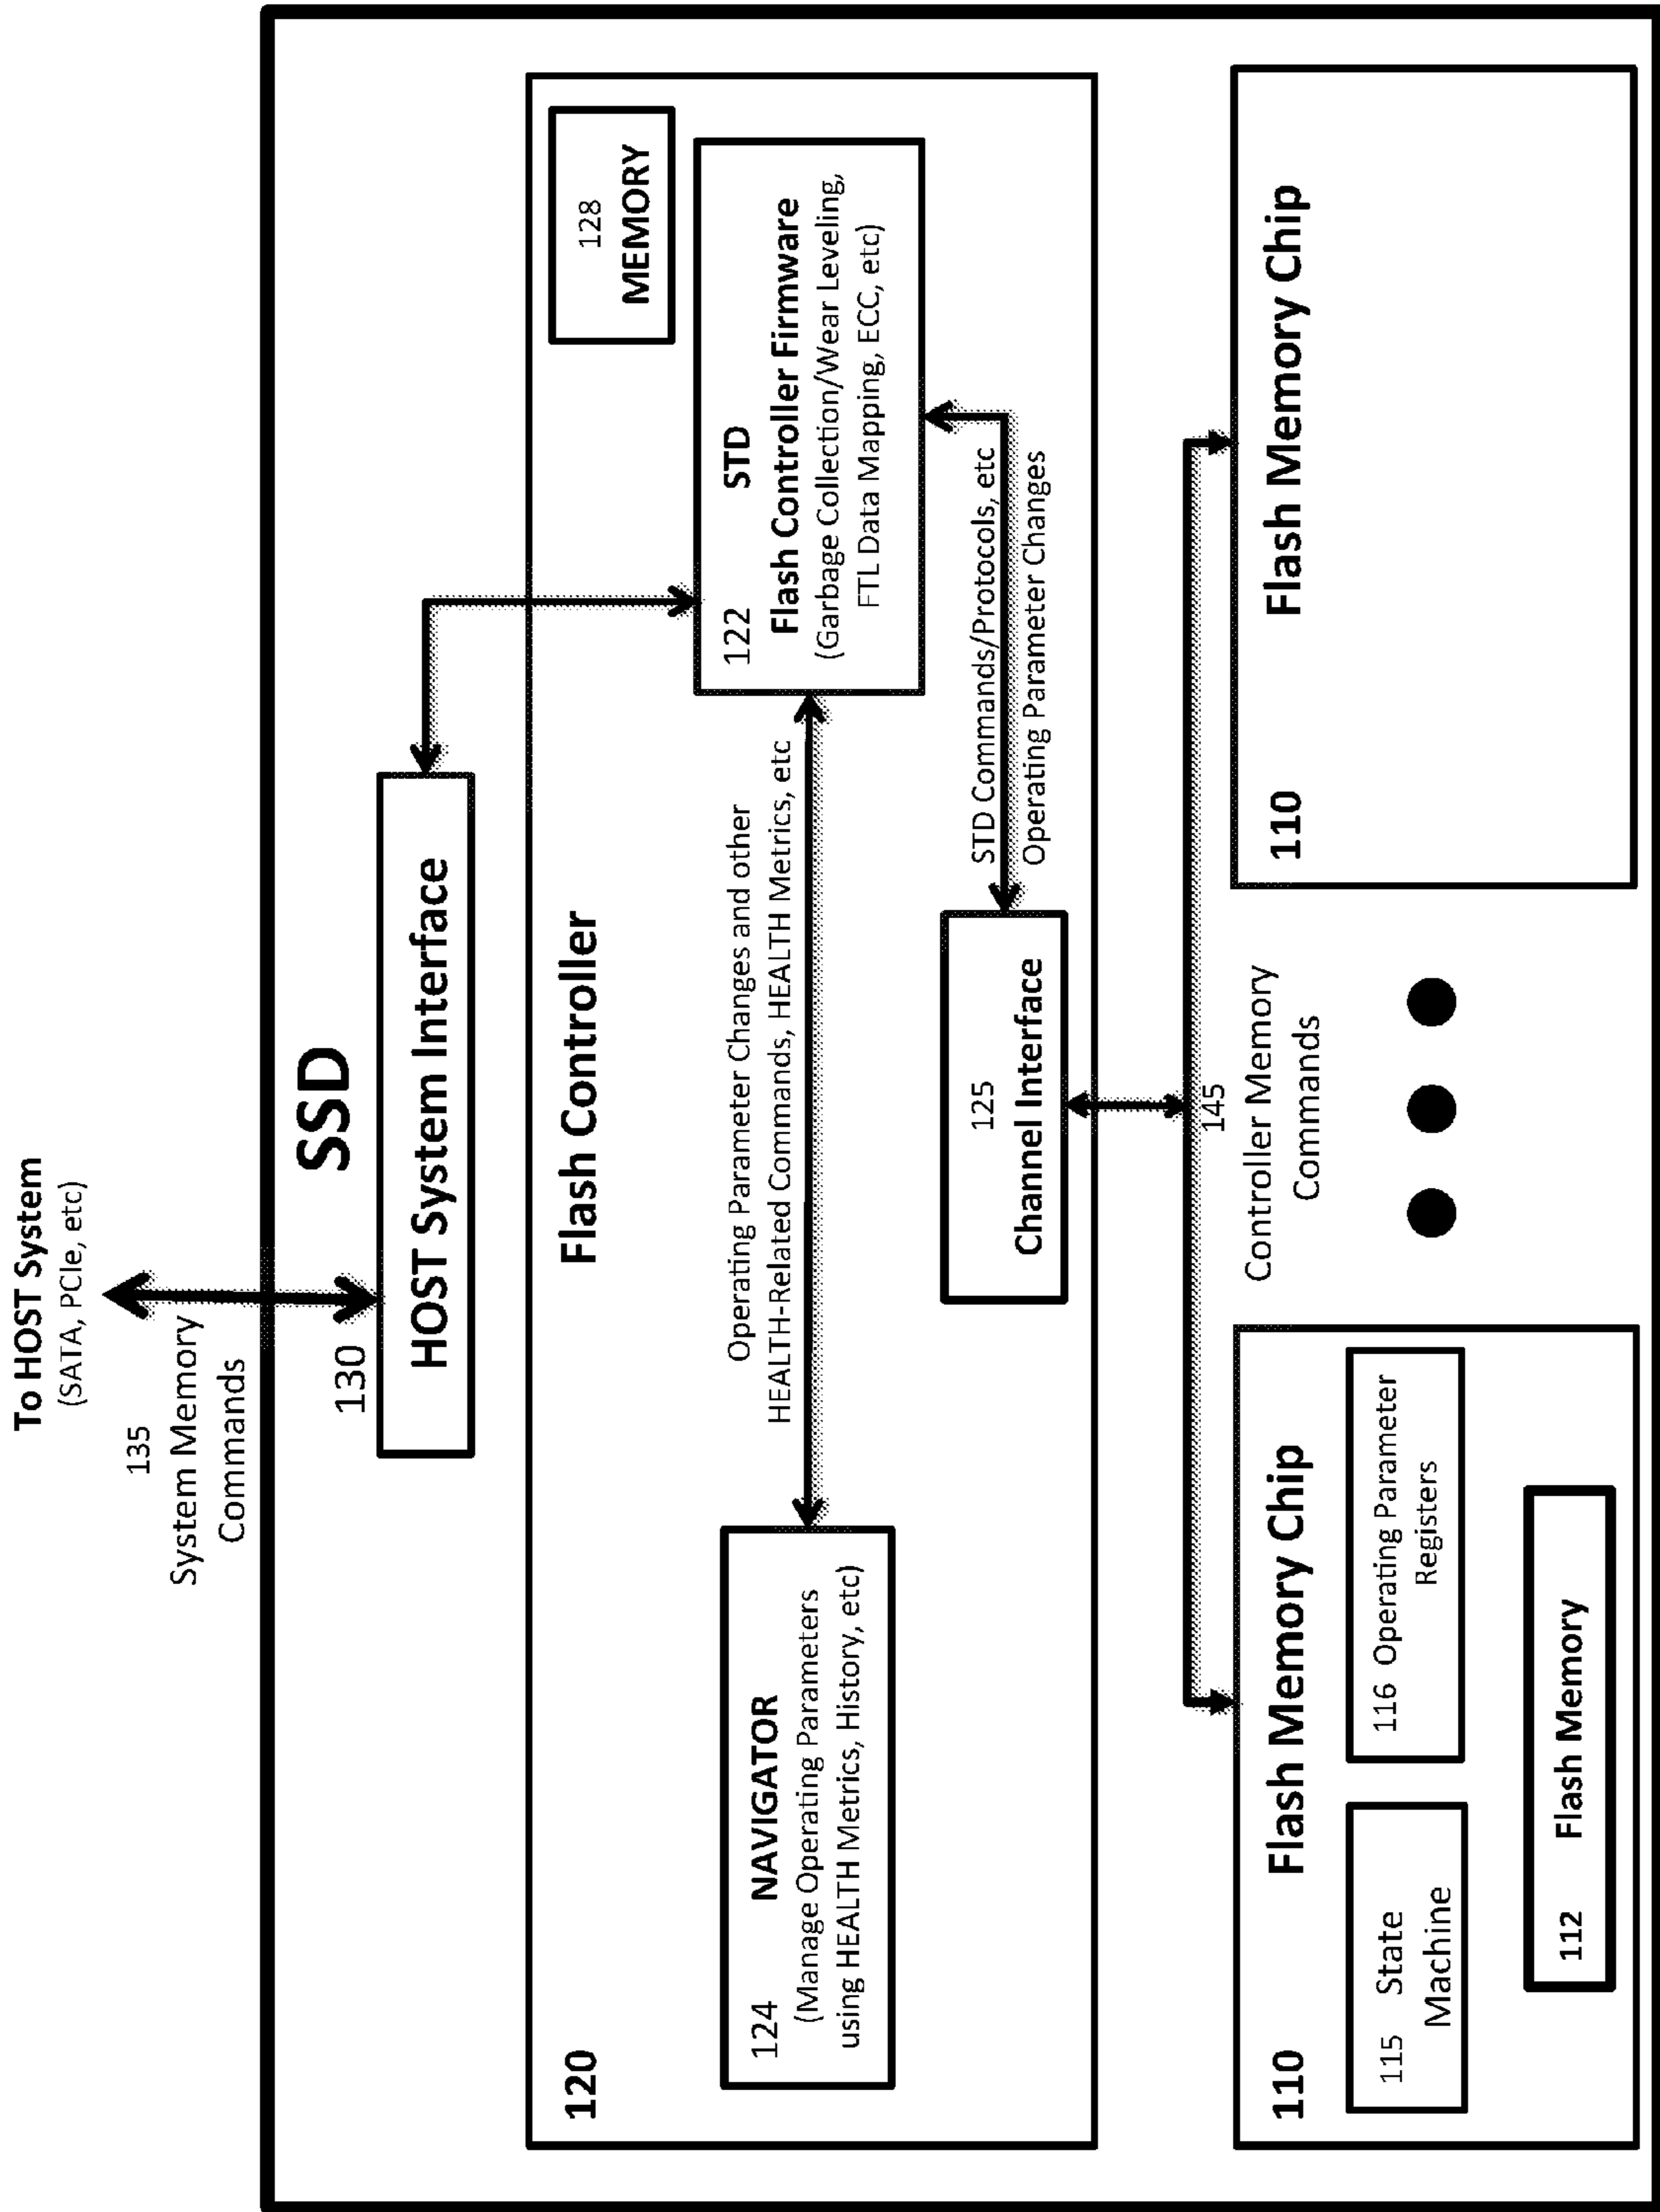 To HOST System
(SATA, PCIe, etc)
135
System Memory
Commands
SSD
130
HOST System Interface
120
Flash Controller
128
MEMORY
124 NAVIGATOR
(Manage Operating Parameters
using HEALTH Metrics, History, etc)
Operating Parameter Changes and other
HEALTH-Related Commands, HEALTH Metrics, etc
122 STD
Flash Controller Firmware
(Garbage Collection/Wear Leveling,
FTL Data Mapping, ECC, etc)
STD Commands/Protocols, etc
Operating Parameter Changes
125
Channel Interface
145
Controller Memory
Commands
110 Flash Memory Chip
115 State
Machine
116 Operating Parameter
Registers
112 Flash Memory
110 Flash Memory Chip